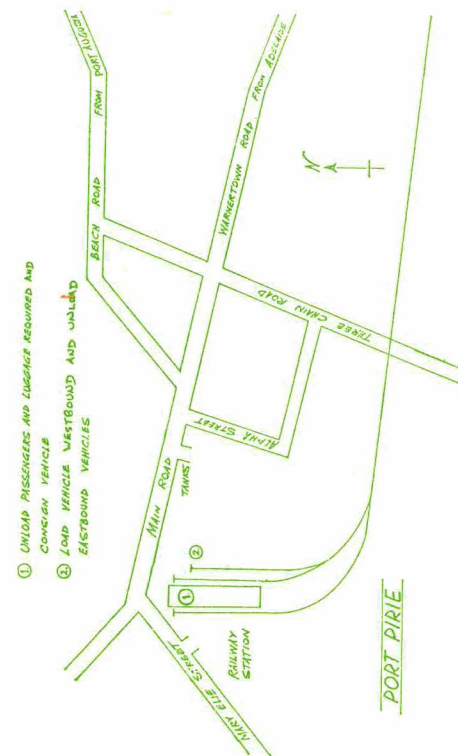 ① UNLOAD PASSENGERS AND LUGGAGE REQUIRED AND
CONSIGN VEHICLE
② LOAD VEHICLE WESTBOUND AND UNLOAD
EASTBOUND VEHICLES
BEACH ROAD FROM PORT AUGUSTA
WARNERTOWN ROAD FROM ADELAIDE
N
THREE CHAIN ROAD
ALPHA STREET
MAIN ROAD
TANKS
①
②
RAILWAY
STATION
MARY ELIE STREET
PORT PIRIE